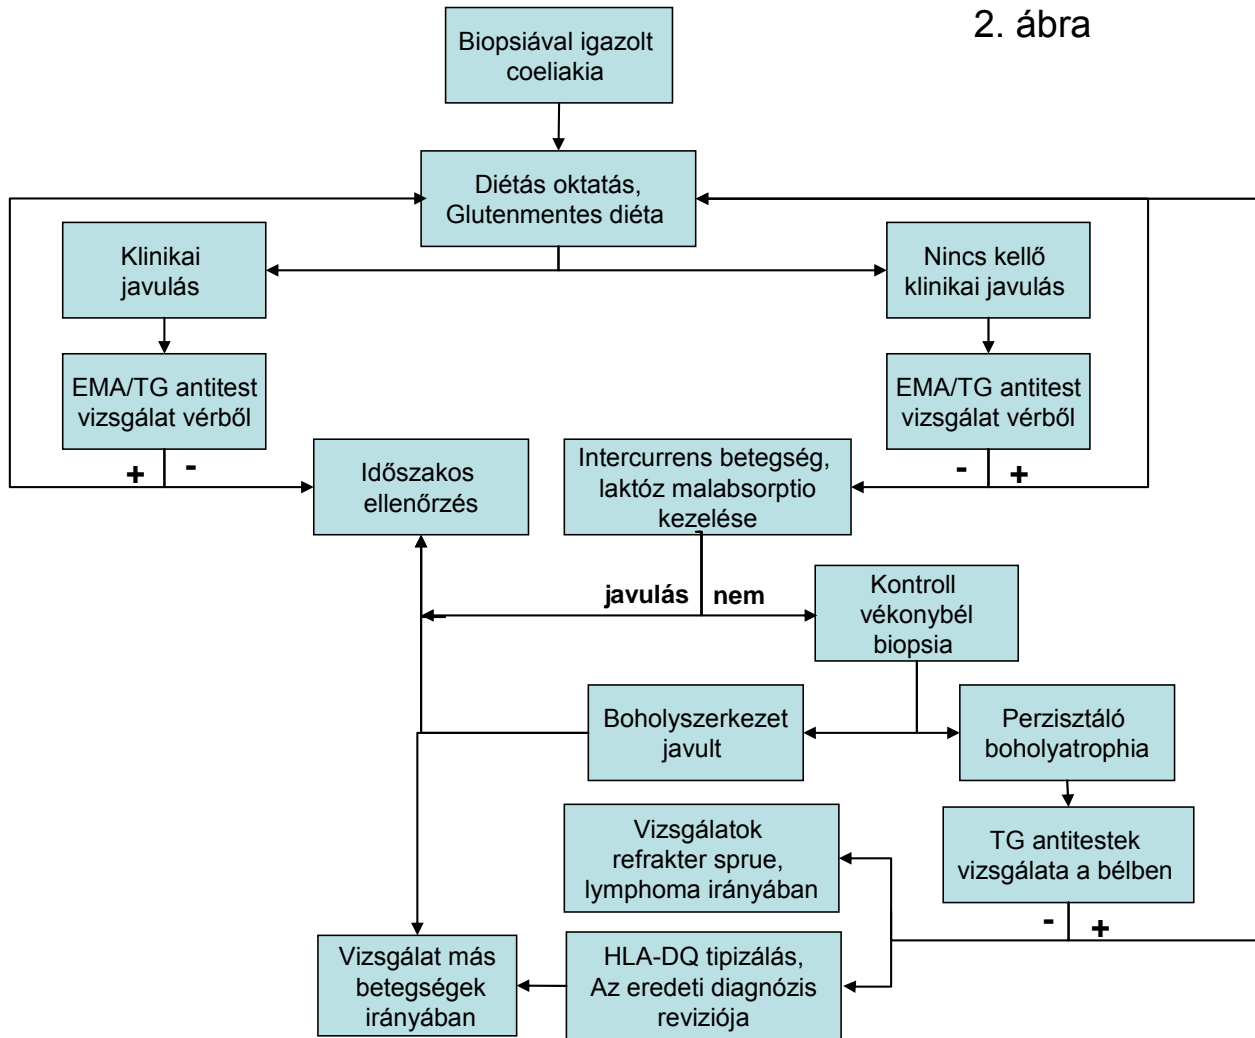 2. ábra
Biopsiával igazolt
coeliakia
Diétás oktatás,
Glutenmentes diéta
Klinikai
javulás
Nincs kellő
klinikai javulás
EMA/TG antitest
vizsgálat vérből
EMA/TG antitest
vizsgálat vérből
+ -
- +
Időszakos
ellenőrzés
Intercurrens betegség,
laktóz malabsorptio
kezelése
javulás nem
Kontroll
vékonybél
biopsia
Boholyszerkezet
javult
Perzisztáló
boholyatrophia
Vizsgálatok
refrakter sprue,
lymphoma irányában
TG antitestek
vizsgálata a bélben
- +
Vizsgálat más
betegségek
irányában
HLA-DQ tipizálás,
Az eredeti diagnózis
reviziója